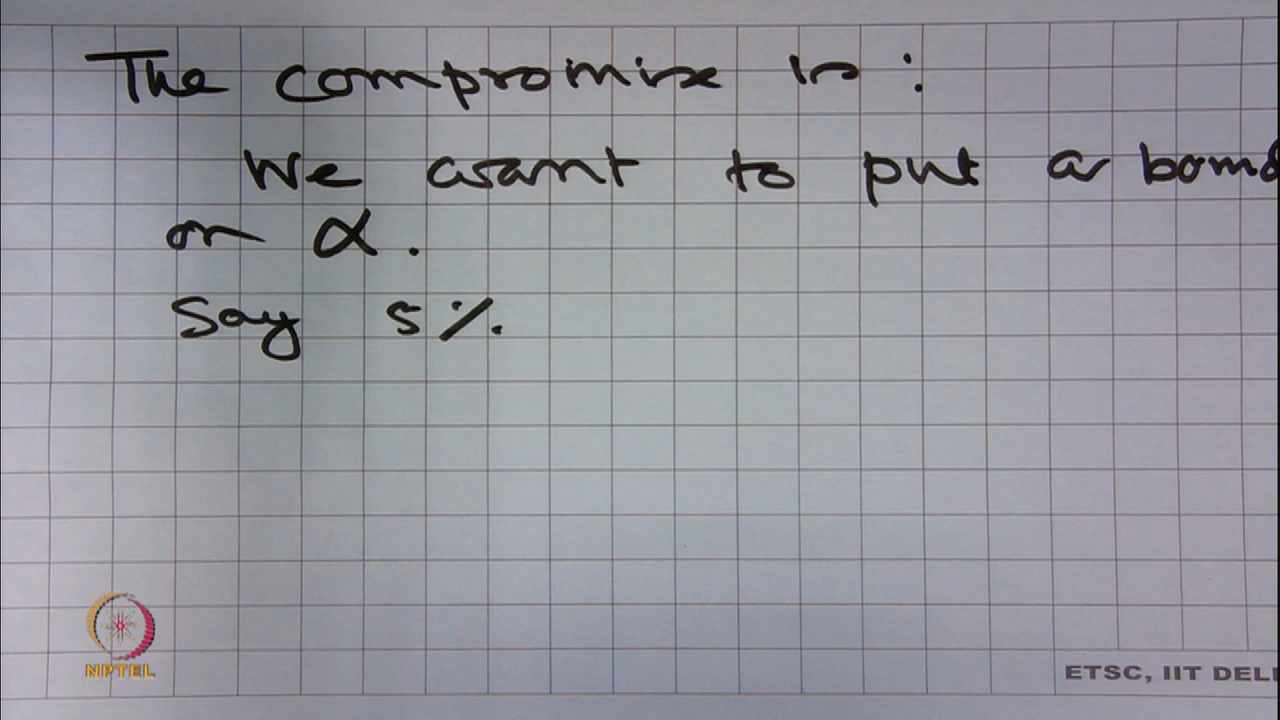 The compromise is :
We want to put a bound
on α.
Say 5%.
NPTEL
ETSC, IIT DEL